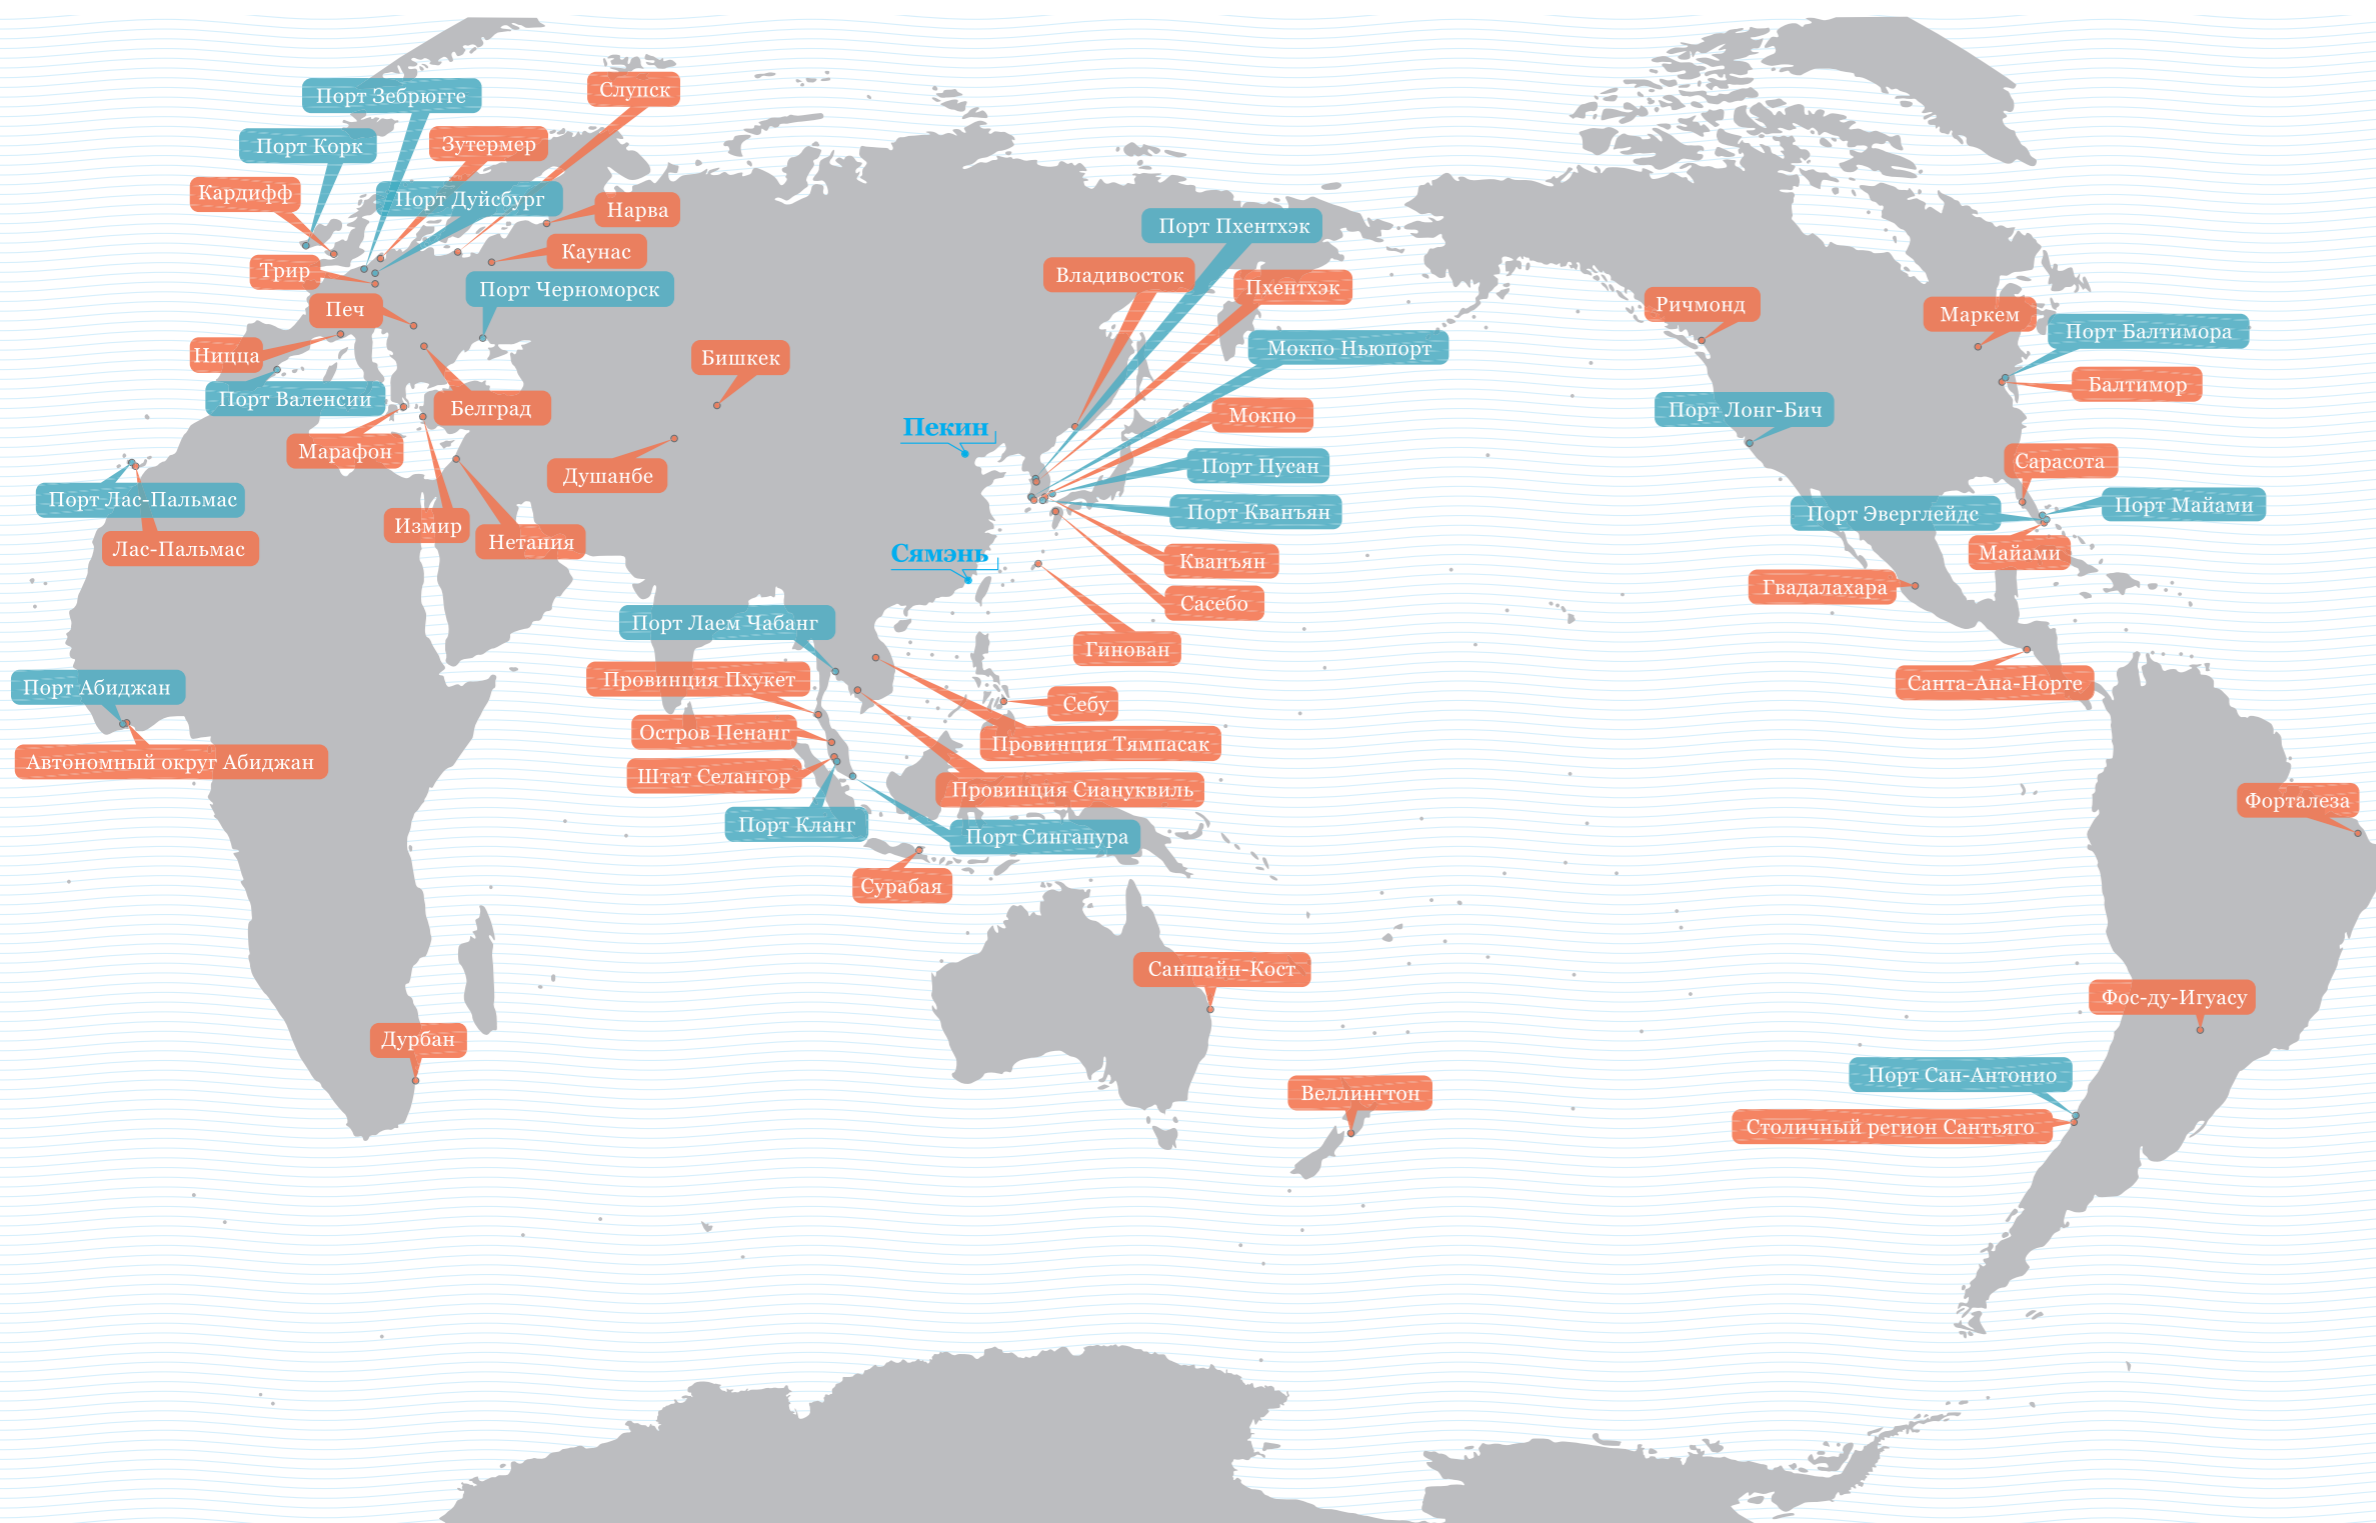 Порт Зебрюгге
Слупск
Порт Корк
Зутермер
Кардифф
Порт Дуйсбург
Нарва
Каунас
Трир
Порт Черноморск
Печ
Ницца
Порт Валенсии
Белград
Марафон
Бишкек
Душанбе
Порт Лас-Пальмас
Лас-Пальмас
Измир
Нетания
Порт Абиджан
Автономный округ Абиджан
Дурбан
Порт Пхентхэк
Владивосток
Пхентхэк
Мокпо Ньюпорт
Мокпо
Пекин
Порт Пусан
Порт Кванъян
Сямэнь
Кванъян
Сасебо
Гинован
Порт Лаем Чабанг
Провинция Пхукет
Себу
Остров Пенанг
Провинция Тямпасак
Штат Селангор
Провинция Сиануквиль
Порт Кланг
Порт Сингапура
Сурабая
Саншайн-Кост
Веллингтон
Ричмонд
Маркем
Порт Балтимора
Балтимор
Порт Лонг-Бич
Сарасота
Порт Эверглейдс
Порт Майами
Майами
Гвадалахара
Санта-Ана-Норте
Форталеза
Фос-ду-Игуасу
Порт Сан-Антонио
Столичный регион Сантьяго